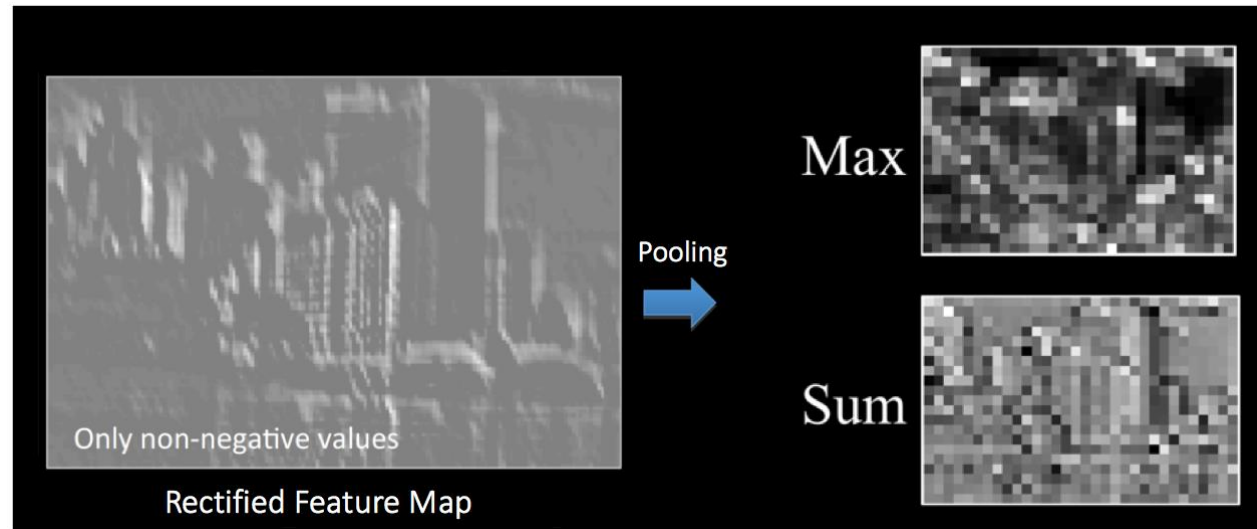 Only non-negative values
Rectified Feature Map
Pooling
Max
Sum